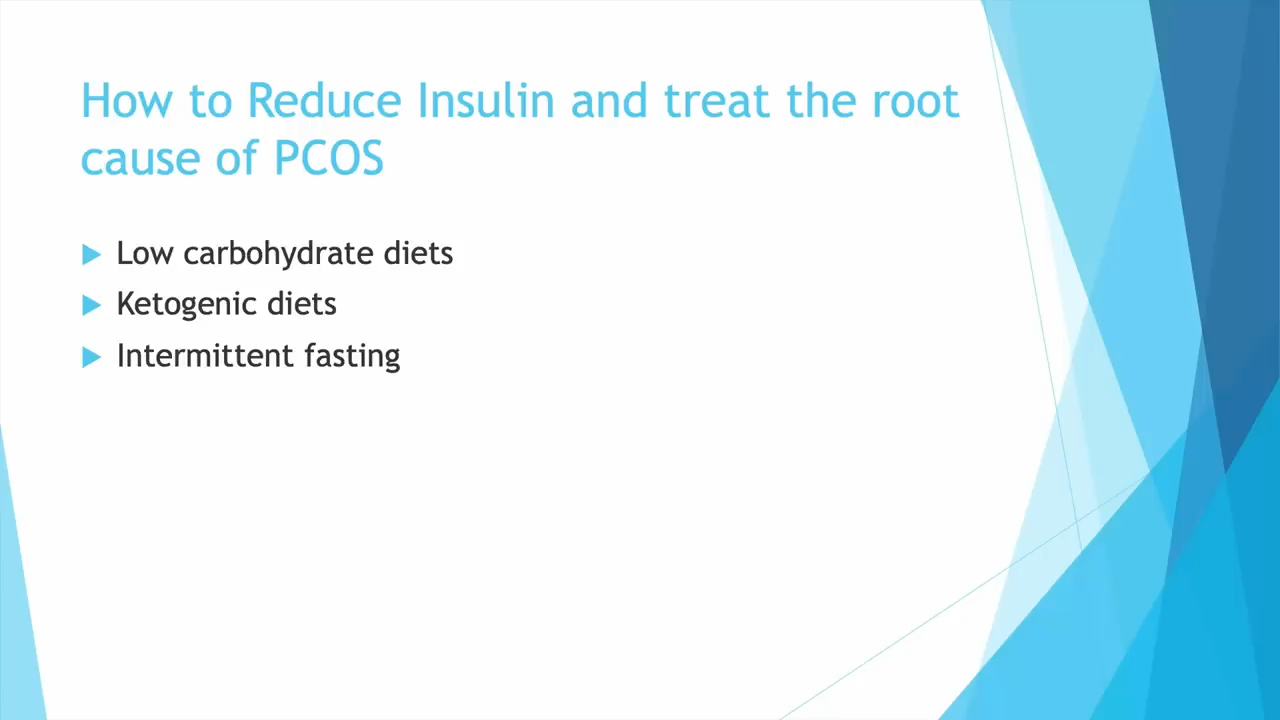 How to Reduce Insulin and treat the root
cause of PCOS
Low carbohydrate diets
Ketogenic diets
Intermittent fasting